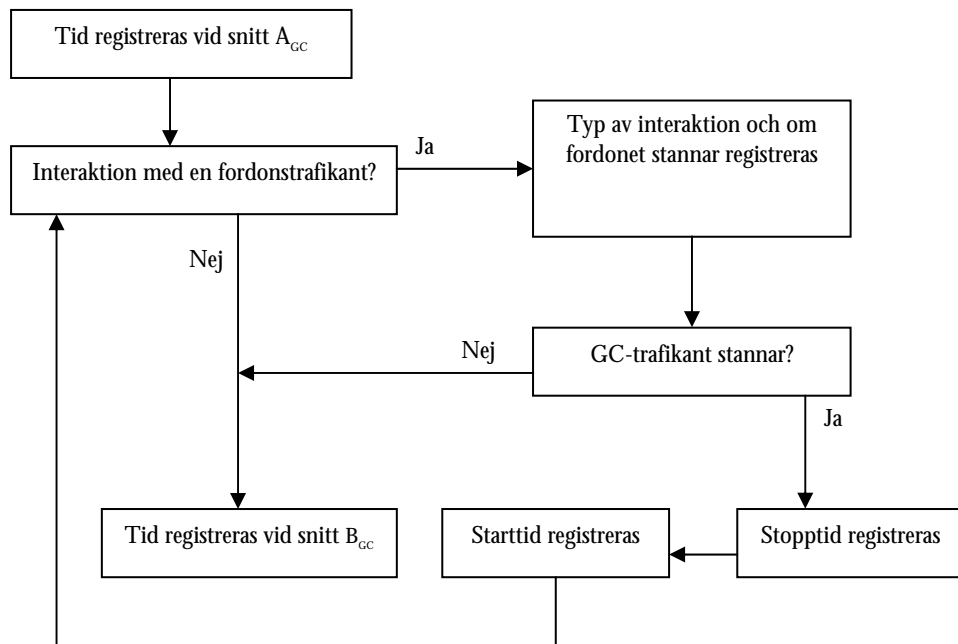 Tid registreras vid snitt A_GC
Interaktion med en fordonstrafikant?
Ja
Typ av interaktion och om
fordonet stannar registreras
Nej
Nej
GC-trafikant stannar?
Ja
Tid registreras vid snitt B_GC
Starttid registreras
Stopptid registreras